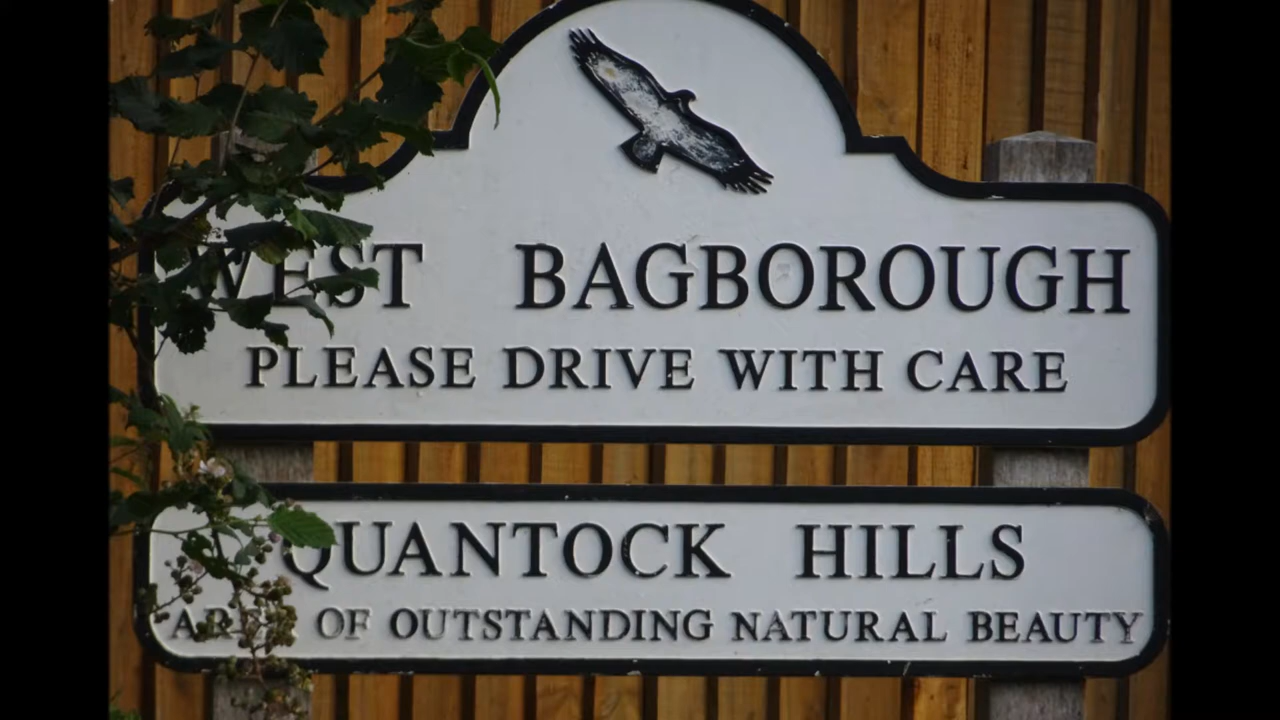 WEST BAGBOROUGH
PLEASE DRIVE WITH CARE
QUANTOCK HILLS
AREA OF OUTSTANDING NATURAL BEAUTY